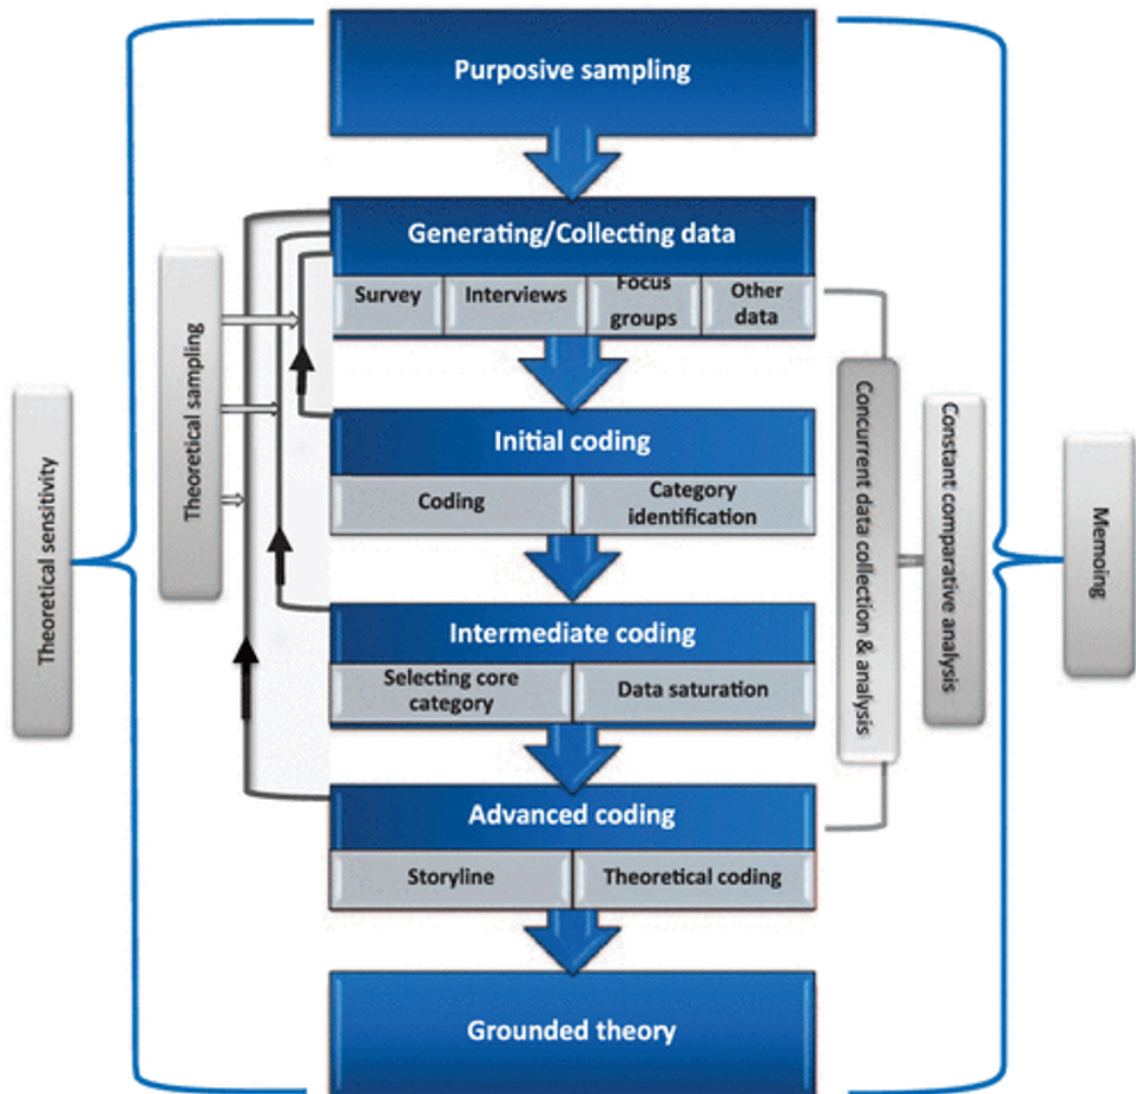 Purposive sampling
Generating/Collecting data
Survey
Interviews
Focus
groups
Other
data
Initial coding
Coding
Category
identification
Intermediate coding
Selecting core
category
Data saturation
Advanced coding
Storyline
Theoretical coding
Grounded theory
Theoretical sensitivity
Theoretical sampling
Concurrent data collection & analysis
Constant comparative analysis
Memoing